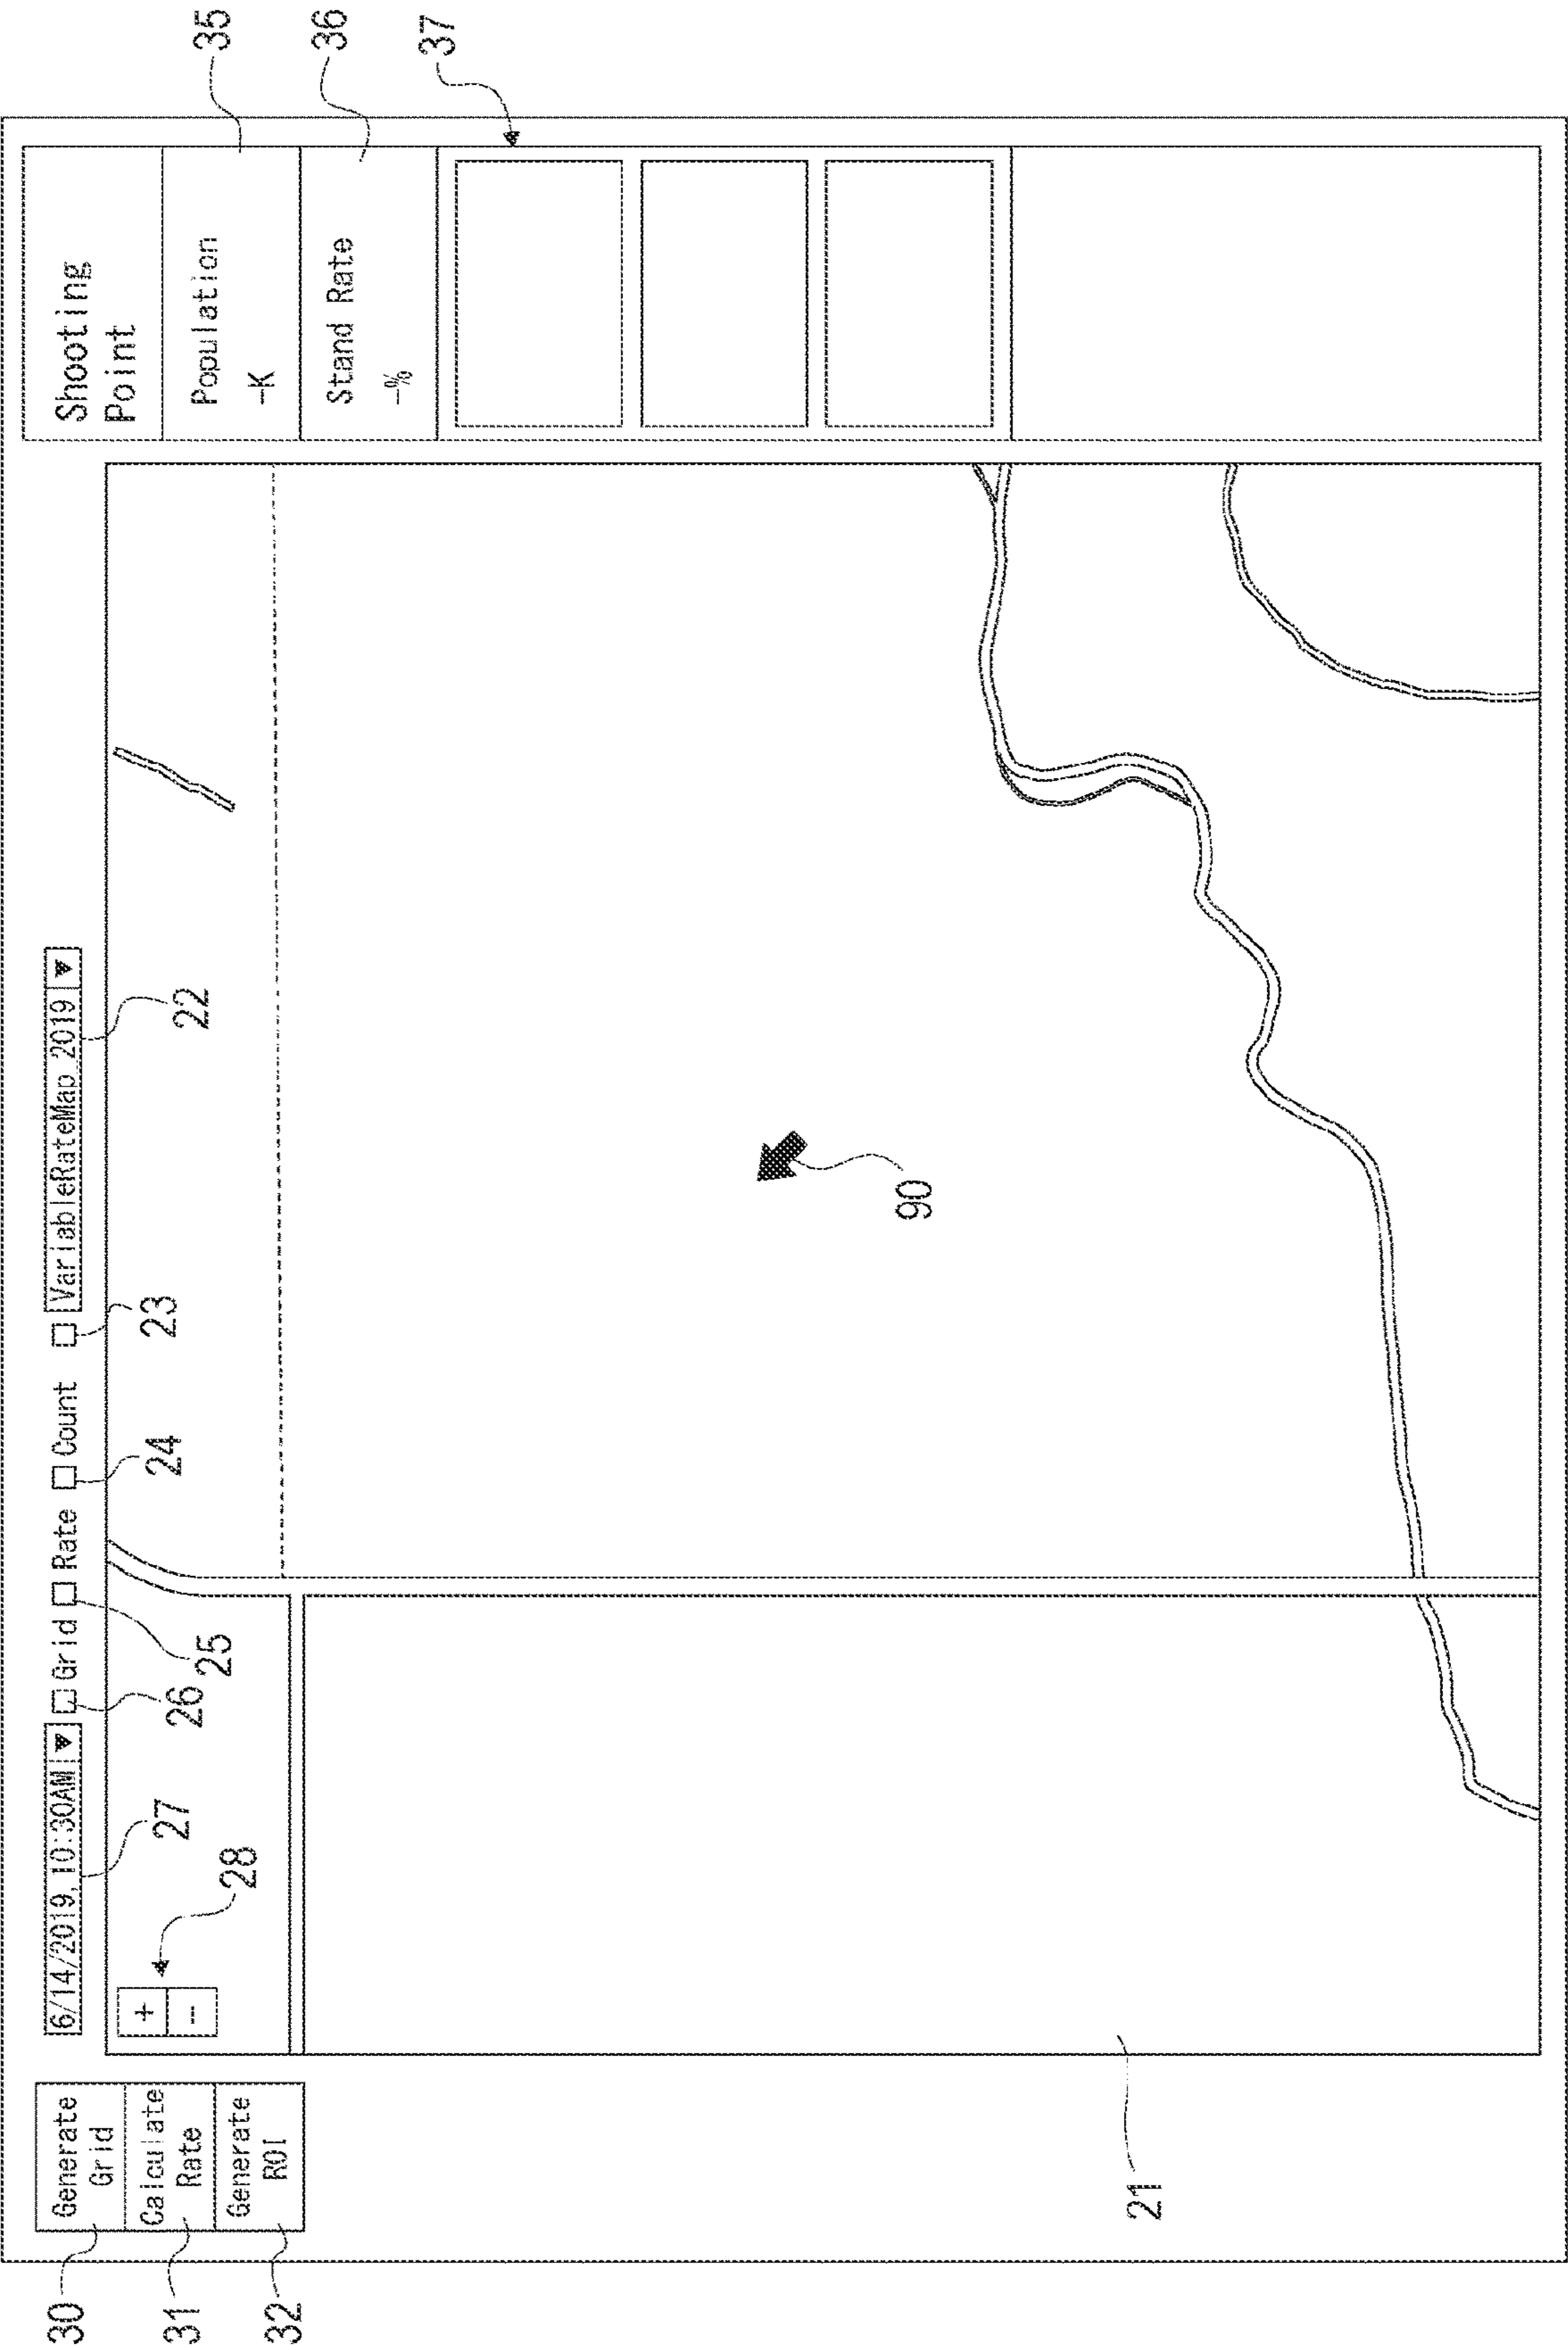 6/14/2019, 10:30AM ▼ □ Grid □ Rate □ Count □ VariableRateMap_2019 ▼
27
26
25
24
23
22
30
Generate
Grid
31
Calculate
Rate
32
Generate
ROI
+
-
28
90
21
Shooting
Point
Population
-K
35
Stand Rate
-%
36
37